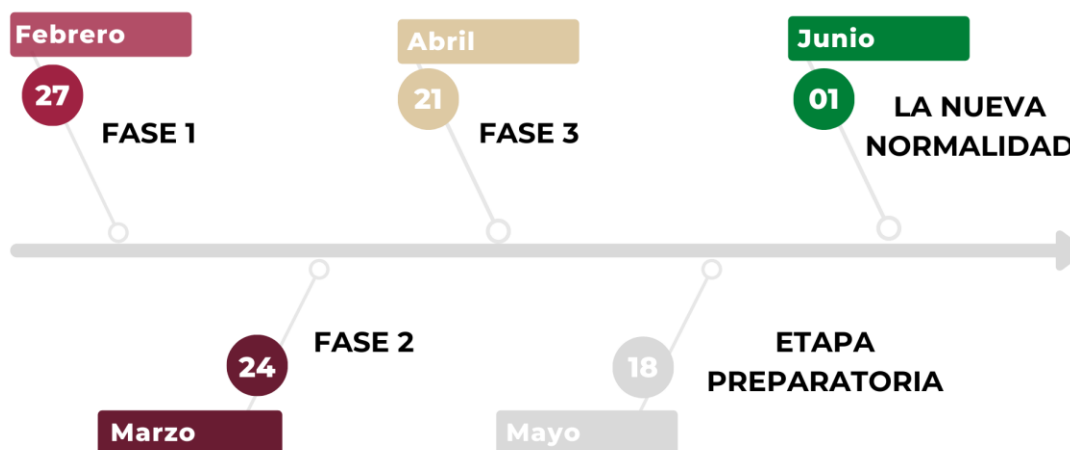 Febrero
27
FASE 1
Abril
21
FASE 3
Junio
01
LA NUEVA
NORMALIDAD
FASE 2
24
Marzo
ETAPA
PREPARATORIA
18
Mayo